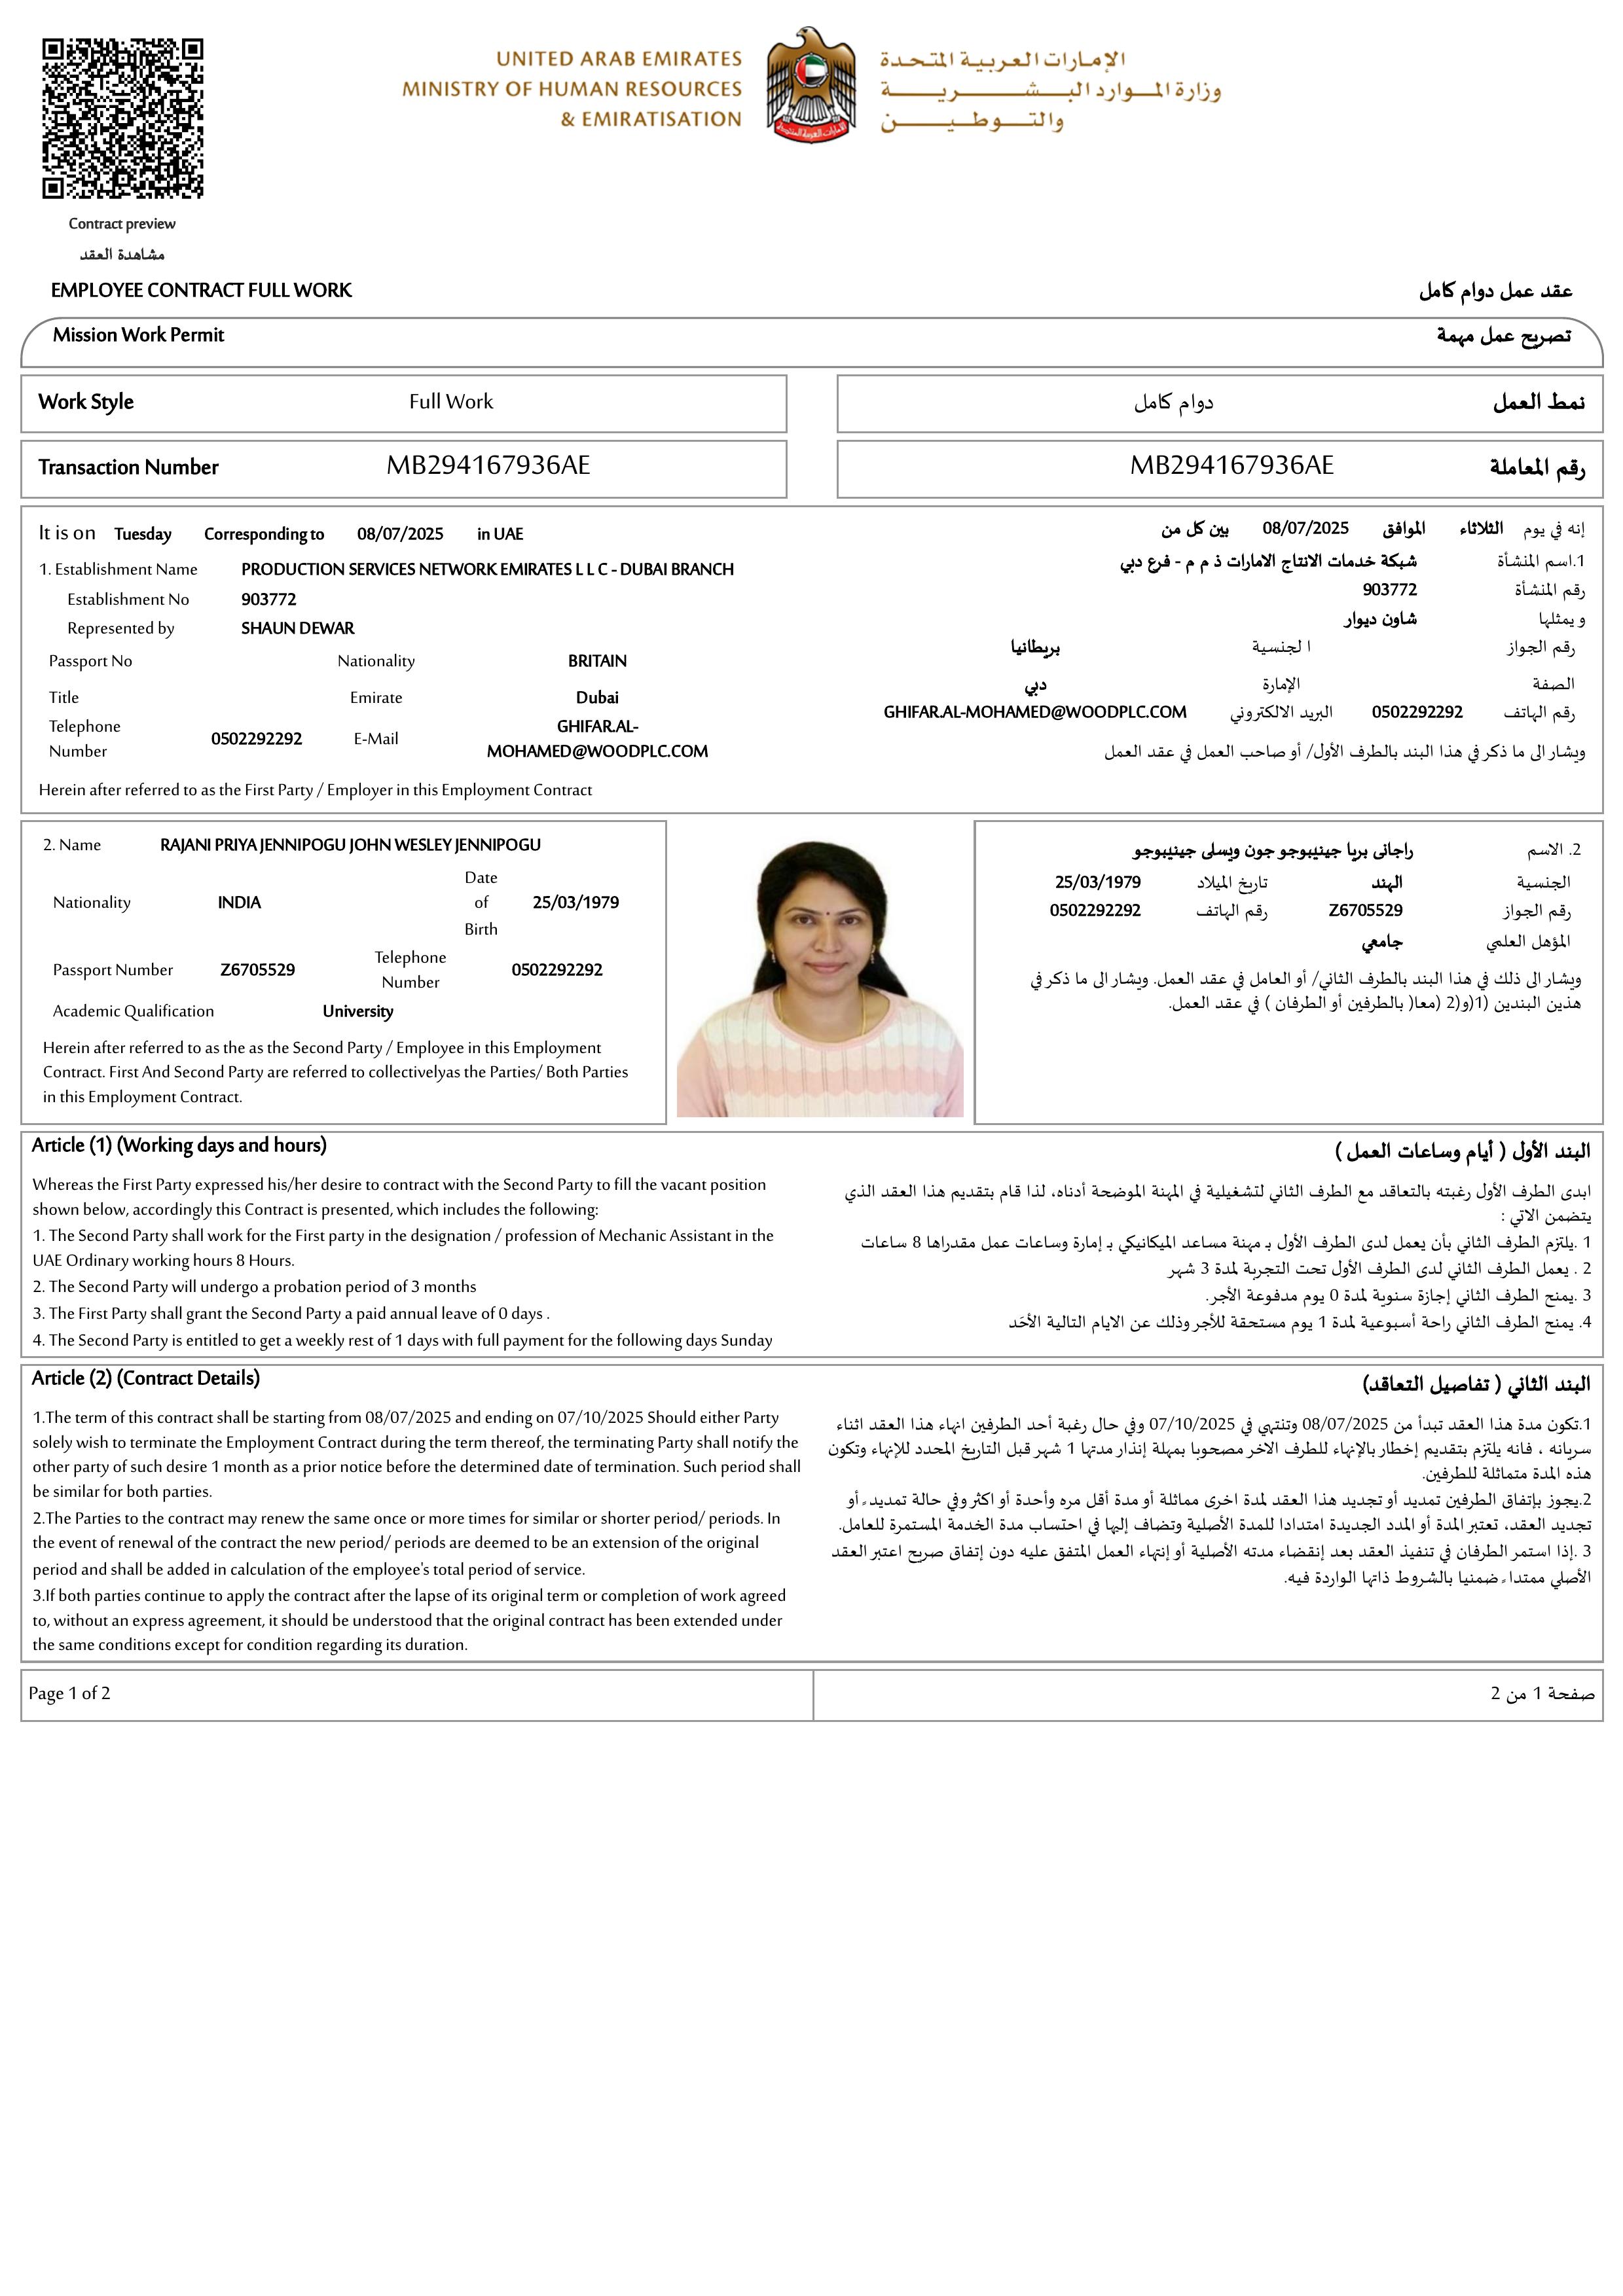 UNITED ARAB EMIRATES
MINISTRY OF HUMAN RESOURCES
& EMIRATISATION
الإمارات العربية المتحدة
وزارة الموارد البشرية
والتوطين
Contract preview
مشاهدة العقد
EMPLOYEE CONTRACT FULL WORK
عقد عمل دوام كامل
Mission Work Permit
تصريح عمل مهمة
Work Style Full Work
دوام كامل نمط العمل
Transaction Number MB294167936AE
MB294167936AE رقم المعاملة
It is on Tuesday Corresponding to 08/07/2025 in UAE
1. Establishment Name PRODUCTION SERVICES NETWORK EMIRATES L L C - DUBAI BRANCH
Establishment No 903772
Represented by SHAUN DEWAR
Passport No Nationality BRITAIN
Title Emirate Dubai
Telephone Number 0502292292 E-Mail GHIFAR.AL-
MOHAMED@WOODPLC.COM
Herein after referred to as the First Party / Employer in this Employment Contract
إنه في يوم الثلاثاء الموافق 08/07/2025 بين كل من
1.اسم المنشأة شبكة خدمات الانتاج الامارات ذ م م - فرع دبي
رقم المنشأة 903772
ويمثلها شاون ديوار
رقم الجواز ا لجنسية بريطانيا
الصفة الإمارة دبي
رقم الهاتف 0502292292 البريد الالكتروني GHIFAR.AL-MOHAMED@WOODPLC.COM
ويشار الى ما ذكر في هذا البند بالطرف الأول/ أو صاحب العمل في عقد العمل
2. Name RAJANI PRIYA JENNIPOGU JOHN WESLEY JENNIPOGU
Nationality INDIA Date of Birth 25/03/1979
Passport Number Z6705529 Telephone Number 0502292292
Academic Qualification University
Herein after referred to as the as the Second Party / Employee in this Employment
Contract. First And Second Party are referred to collectivelyas the Parties/ Both Parties
in this Employment Contract.
2. الاسم راجانى بريا جينيبوجو جون ويسلى جينيبوجو
الجنسية الهند تاريخ الميلاد 25/03/1979
رقم الجواز Z6705529 رقم الهاتف 0502292292
المؤهل العلمي جامعي
ويشار الى ذلك في هذا البند بالطرف الثاني/ أو العامل في عقد العمل. ويشار الى ما ذكر في
هذين البندين (1)و(2) (معا( بالطرفين أو الطرفان ) في عقد العمل.
Article (1) (Working days and hours)
Whereas the First Party expressed his/her desire to contract with the Second Party to fill the vacant position
shown below, accordingly this Contract is presented, which includes the following:
1. The Second Party shall work for the First party in the designation / profession of Mechanic Assistant in the
UAE Ordinary working hours 8 Hours.
2. The Second Party will undergo a probation period of 3 months
3. The First Party shall grant the Second Party a paid annual leave of 0 days .
4. The Second Party is entitled to get a weekly rest of 1 days with full payment for the following days Sunday
البند الأول ( أيام وساعات العمل )
ابدى الطرف الأول رغبته بالتعاقد مع الطرف الثاني لتشغيلية في المهنة الموضحة أدناه، لذا قام بتقديم هذا العقد الذي
يتضمن الاتي :
1 .يلتزم الطرف الثاني بأن يعمل لدى الطرف الأول بـ مهنة مساعد الميكانيكي بـ إمارة وساعات عمل مقدراها 8 ساعات
2 . يعمل الطرف الثاني لدى الطرف الأول تحت التجربة لمدة 3 شهر
3 .يمنح الطرف الثاني إجازة سنوية لمدة 0 يوم مدفوعة الأجر.
4. يمنح الطرف الثاني راحة أسبوعية لمدة 1 يوم مستحقة للأجر وذلك عن الايام التالية الأحَد
Article (2) (Contract Details)
1.The term of this contract shall be starting from 08/07/2025 and ending on 07/10/2025 Should either Party
solely wish to terminate the Employment Contract during the term thereof, the terminating Party shall notify the
other party of such desire 1 month as a prior notice before the determined date of termination. Such period shall
be similar for both parties.
2.The Parties to the contract may renew the same once or more times for similar or shorter period/ periods. In
the event of renewal of the contract the new period/ periods are deemed to be an extension of the original
period and shall be added in calculation of the employee's total period of service.
3.If both parties continue to apply the contract after the lapse of its original term or completion of work agreed
to, without an express agreement, it should be understood that the original contract has been extended under
the same conditions except for condition regarding its duration.
البند الثاني ( تفاصيل التعاقد)
1.تكون مدة هذا العقد تبدأ من 08/07/2025 وتنتهي في 07/10/2025 وفي حال رغبة أحد الطرفين انهاء هذا العقد اثناء
سريانه ، فانه يلتزم بتقديم إخطار بالإنهاء للطرف الاخر مصحوبا بمهلة إنذار مدتها 1 شهر قبل التاريخ المحدد للإنهاء وتكون
هذه المدة متماثلة للطرفين.
2.يجوز بإتفاق الطرفين تمديد أو تجديد هذا العقد لمدة اخرى مماثلة أو مدة أقل مره وأحدة أو اكثر وفي حالة تمديد، أو
تجديد العقد، تعتبر المدة أو المدد الجديدة امتدادا للمدة الأصلية وتضاف إليها في احتساب مدة الخدمة المستمرة للعامل.
3 .إذا استمر الطرفان في تنفيذ العقد بعد إنقضاء مدته الأصلية أو إنتهاء العمل المتفق عليه دون إتفاق صريح اعتبر العقد
الأصلي ممتداء ضمنيا بالشروط ذاتها الواردة فيه.
Page 1 of 2
صفحة 1 من 2